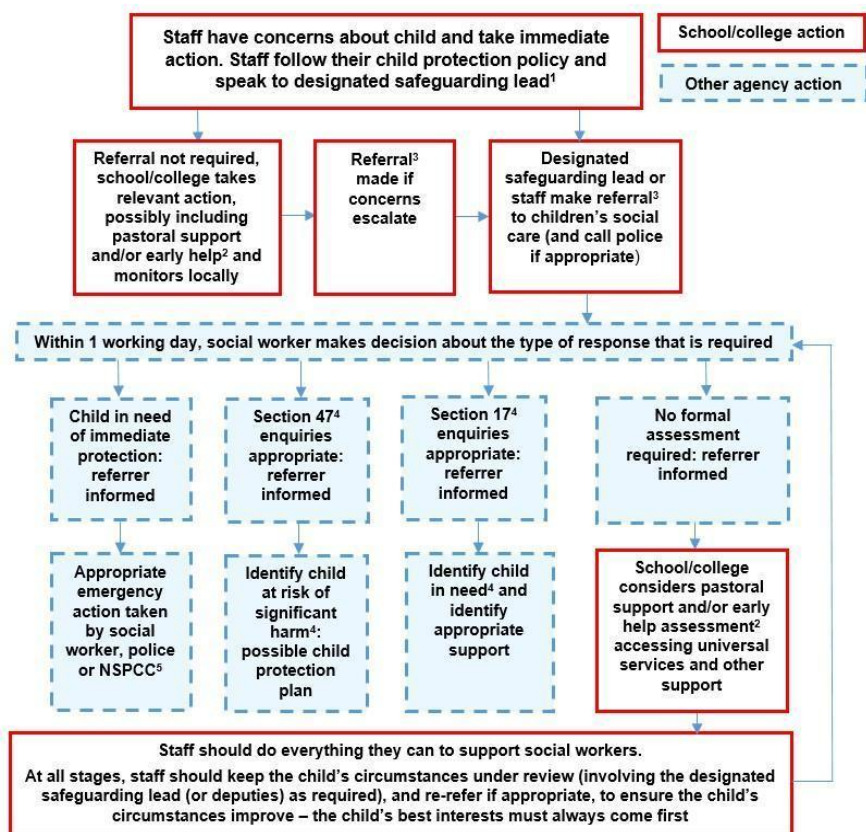 Staff have concerns about child and take immediate
action. Staff follow their child protection policy and
speak to designated safeguarding lead¹
School/college action
Other agency action
Referral not required,
school/college takes
relevant action,
possibly including
pastoral support
and/or early help² and
monitors locally
Referral³
made if
concerns
escalate
Designated
safeguarding lead or
staff make referral³
to children’s social
care (and call police
if appropriate)
Within 1 working day, social worker makes decision about the type of response that is required
Child in need
of immediate
protection:
referrer
informed
Section 47⁴
enquiries
appropriate:
referrer
informed
Section 17⁴
enquiries
appropriate:
referrer
informed
No formal
assessment
required: referrer
informed
Appropriate
emergency
action taken
by social
worker, police
or NSPCC⁵
Identify child
at risk of
significant
harm⁴:
possible child
protection
plan
Identify child
in need⁴ and
identify
appropriate
support
School/college
considers pastoral
support and/or early
help assessment²
accessing universal
services and other
support
Staff should do everything they can to support social workers.
At all stages, staff should keep the child’s circumstances under review (involving the designated
safeguarding lead (or deputies) as required), and re-refer if appropriate, to ensure the child’s
circumstances improve – the child’s best interests must always come first